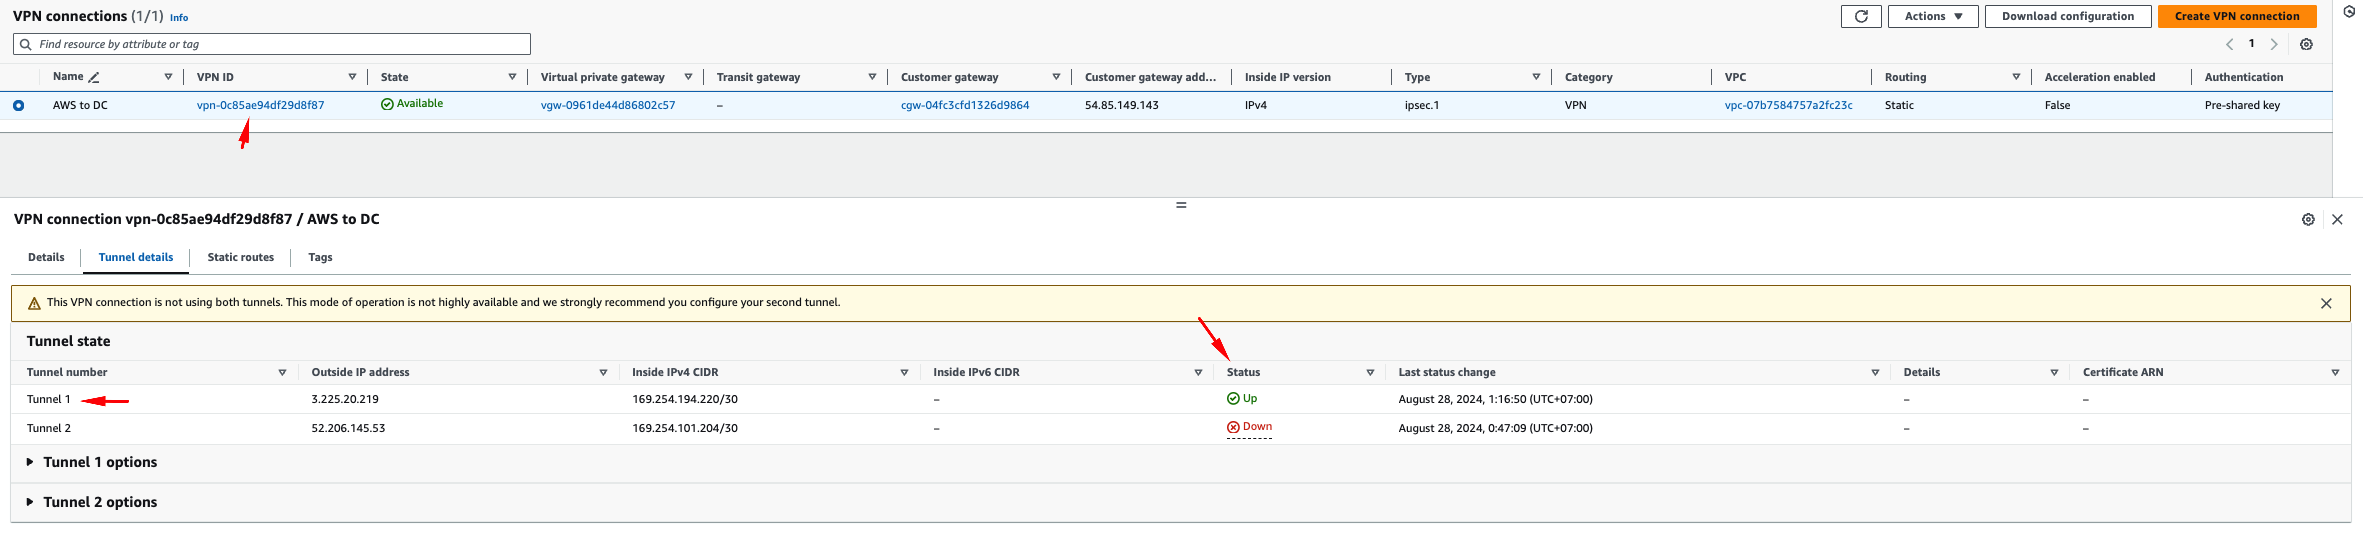 VPN connections (1/1) Info
Actions Download configuration Create VPN connection
Find resource by attribute or tag
1
Name VPN ID State Virtual private gateway Transit gateway Customer gateway Customer gateway add... Inside IP version Type Category VPC Routing Acceleration enabled Authentication
AWS to DC vpn-0c85ae94df29d8f87 Available vgw-0961de44d86802c57 – cgw-04fc3cfd1326d9864 54.85.149.143 IPv4 ipsec.1 VPN vpc-07b7584757a2fc23c Static False Pre-shared key
VPN connection vpn-0c85ae94df29d8f87 / AWS to DC
Details Tunnel details Static routes Tags
This VPN connection is not using both tunnels. This mode of operation is not highly available and we strongly recommend you configure your second tunnel.
Tunnel state
Tunnel number Outside IP address Inside IPv4 CIDR Inside IPv6 CIDR Status Last status change Details Certificate ARN
Tunnel 1 3.225.20.219 169.254.194.220/30 – Up August 28, 2024, 1:16:50 (UTC+07:00) – –
Tunnel 2 52.206.145.53 169.254.101.204/30 – Down August 28, 2024, 0:47:09 (UTC+07:00) – –
Tunnel 1 options
Tunnel 2 options